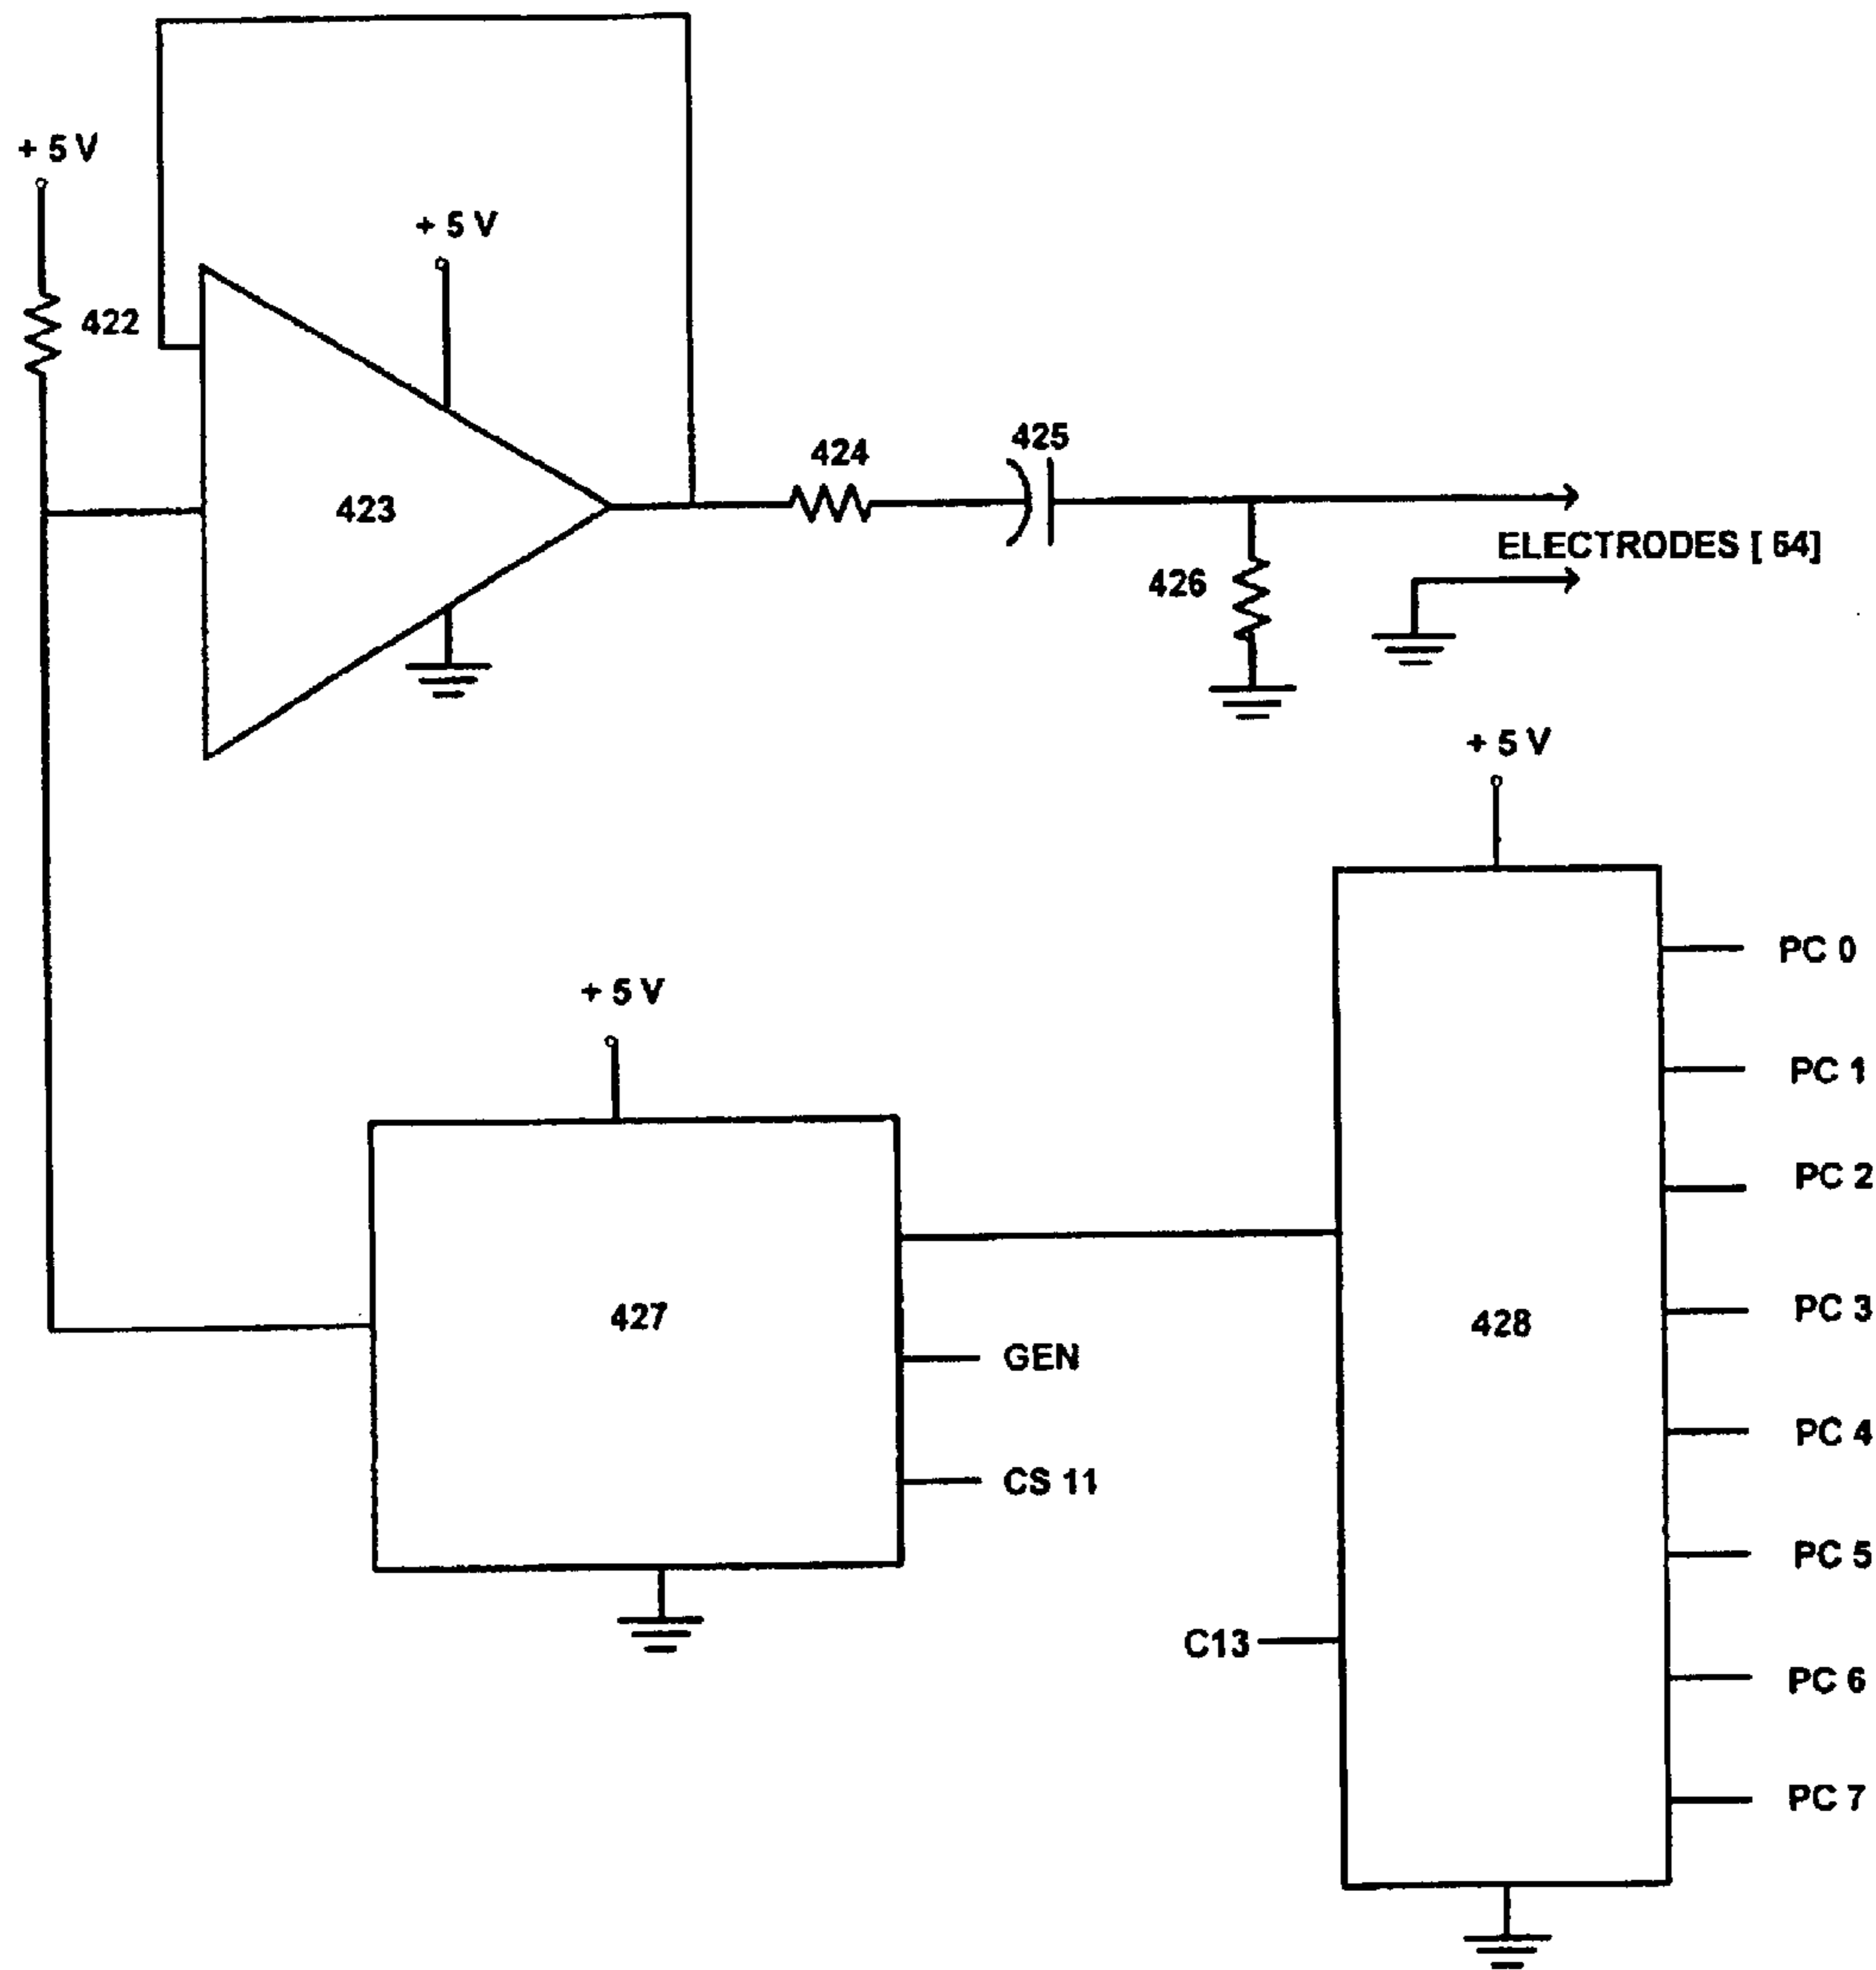 + 5 V
+ 5 V
422
424
425
423
ELECTRODES [ 54]
426
+ 5 V
PC 0
+ 5 V
PC 1
PC 2
427
PC 3
428
GEN
PC 4
CS 11
PC 5
C13
PC 6
PC 7